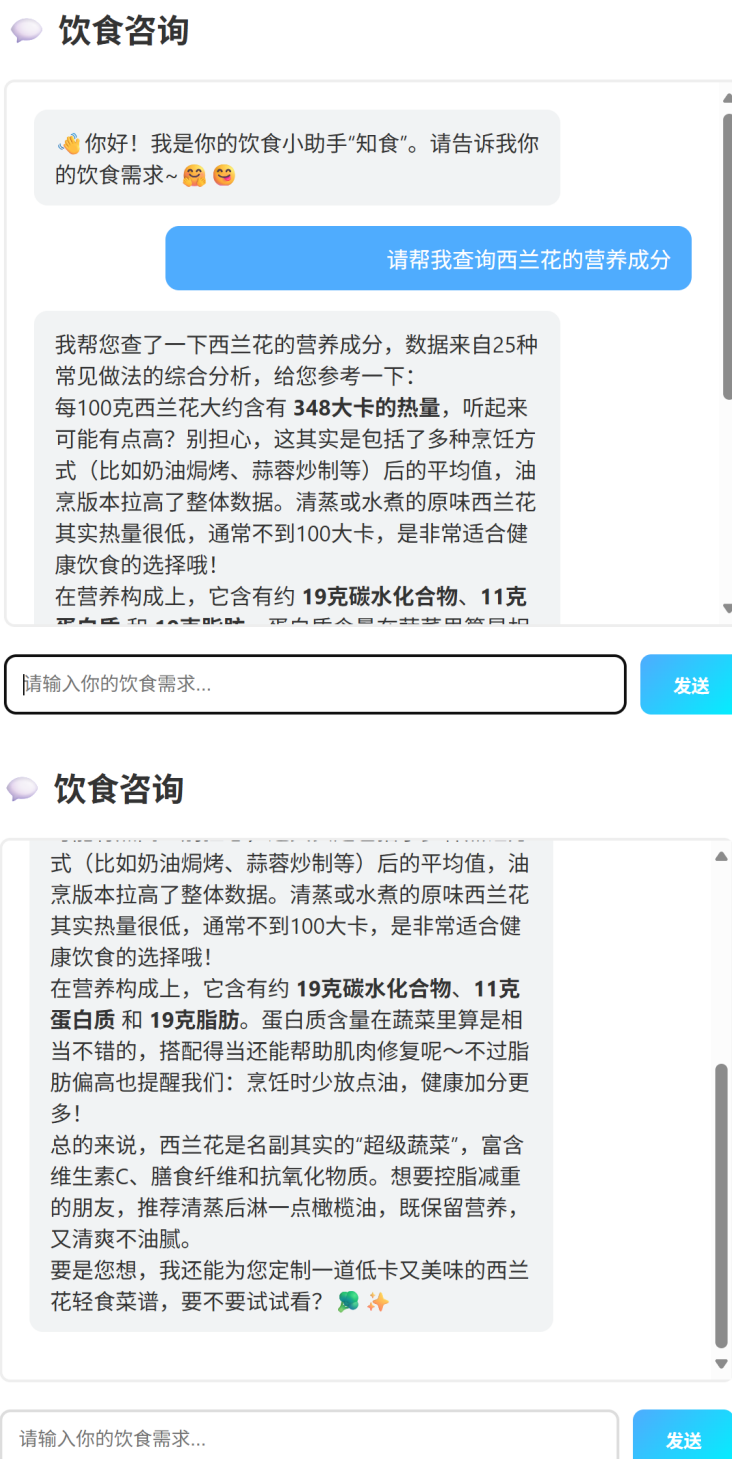 饮食咨询
👋你好！我是你的饮食小助手“知食”。请告诉我你
的饮食需求~🤗😋
请帮我查询西兰花的营养成分
我帮您查了一下西兰花的营养成分，数据来自25种
常见做法的综合分析，给您参考一下：
每100克西兰花大约含有 348大卡的热量，听起来
可能有点高？别担心，这其实是包括了多种烹饪方
式（比如奶油焗烤、蒜蓉炒制等）后的平均值，油
烹版本拉高了整体数据。清蒸或水煮的原味西兰花
其实热量很低，通常不到100大卡，是非常适合健
康饮食的选择哦！
在营养构成上，它含有约 19克碳水化合物、11克
蛋白质 和 19克脂肪。蛋白质含量在蔬菜里算是相
请输入你的饮食需求...
发送
饮食咨询
式（比如奶油焗烤、蒜蓉炒制等）后的平均值，油
烹版本拉高了整体数据。清蒸或水煮的原味西兰花
其实热量很低，通常不到100大卡，是非常适合健
康饮食的选择哦！
在营养构成上，它含有约 19克碳水化合物、11克
蛋白质 和 19克脂肪。蛋白质含量在蔬菜里算是相
当不错的，搭配得当还能帮助肌肉修复呢～不过脂
肪偏高也提醒我们：烹饪时少放点油，健康加分更
多！
总的来说，西兰花是名副其实的“超级蔬菜”，富含
维生素C、膳食纤维和抗氧化物质。想要控脂减重
的朋友，推荐清蒸后淋一点橄榄油，既保留营养，
又清爽不油腻。
要是您想，我还能为您定制一道低卡又美味的西兰
花轻食菜谱，要不要试试看？🥦✨
请输入你的饮食需求...
发送